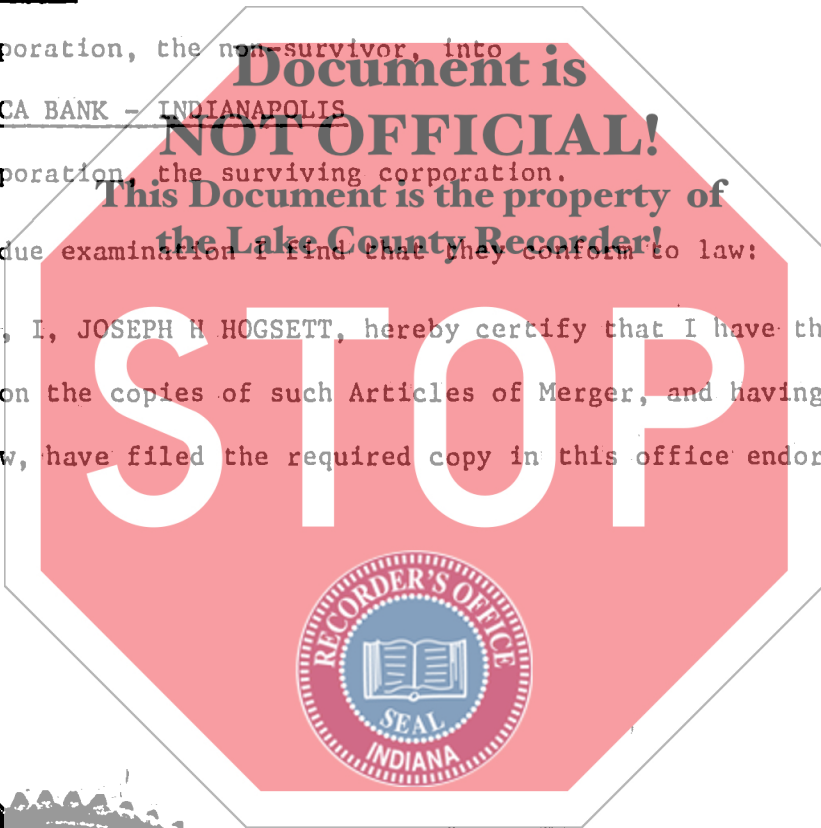 poration, the non-survivor, into
Document is
CA BANK - INDIANAPOLIS
NOT OFFICIAL!
poration, the surviving corporation.
This Document is the property of
due examination I find that they conform to law:
the Lake County Recorder!
, I, JOSEPH H HOGSETT, hereby certify that I have th
on the copies of such Articles of Merger, and having
w, have filed the required copy in this office endor
STOP
RECORDER'S OFFICE
SEAL
INDIANA